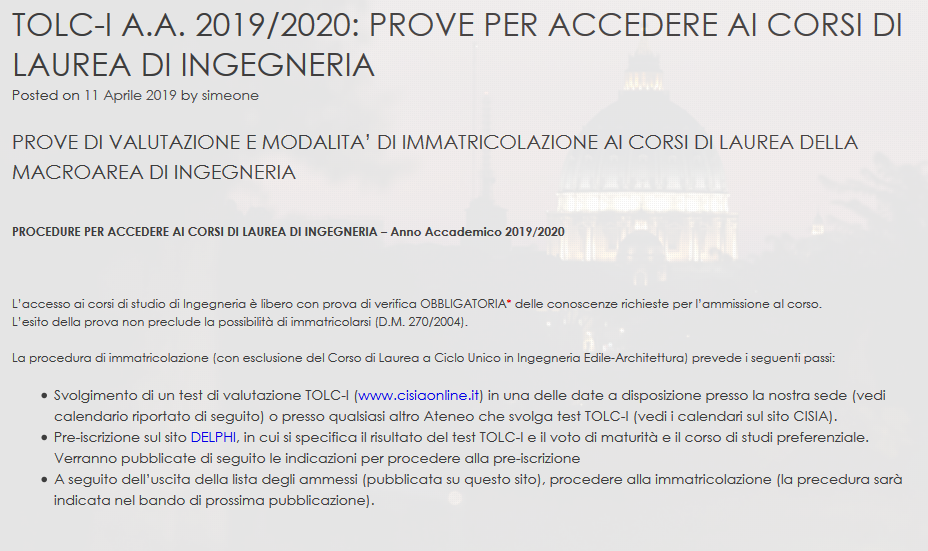 TOLC-I A.A. 2019/2020: PROVE PER ACCEDERE AI CORSI DI
LAUREA DI INGEGNERIA
Posted on 11 Aprile 2019 by simeone
PROVE DI VALUTAZIONE E MODALITA’ DI IMMATRICOLAZIONE AI CORSI DI LAUREA DELLA
MACROAREA DI INGEGNERIA
PROCEDURE PER ACCEDERE AI CORSI DI LAUREA DI INGEGNERIA – Anno Accademico 2019/2020
L’accesso ai corsi di studio di Ingegneria è libero con prova di verifica OBBLIGATORIA* delle conoscenze richieste per l’ammissione al corso.
L’esito della prova non preclude la possibilità di immatricolarsi (D.M. 270/2004).
La procedura di immatricolazione (con esclusione del Corso di Laurea a Ciclo Unico in Ingegneria Edile-Architettura) prevede i seguenti passi:
• Svolgimento di un test di valutazione TOLC-I (www.cisiaonline.it) in una delle date a disposizione presso la nostra sede (vedi
calendario riportato di seguito) o presso qualsiasi altro Ateneo che svolga test TOLC-I (vedi i calendari sul sito CISIA).
• Pre-iscrizione sul sito DELPHI, in cui si specifica il risultato del test TOLC-I e il voto di maturità e il corso di studi preferenziale.
Verranno pubblicate di seguito le indicazioni per procedere alla pre-iscrizione
• A seguito dell’uscita della lista degli ammessi (pubblicata su questo sito), procedere alla immatricolazione (la precedura sarà
indicata nel bando di prossima pubblicazione).